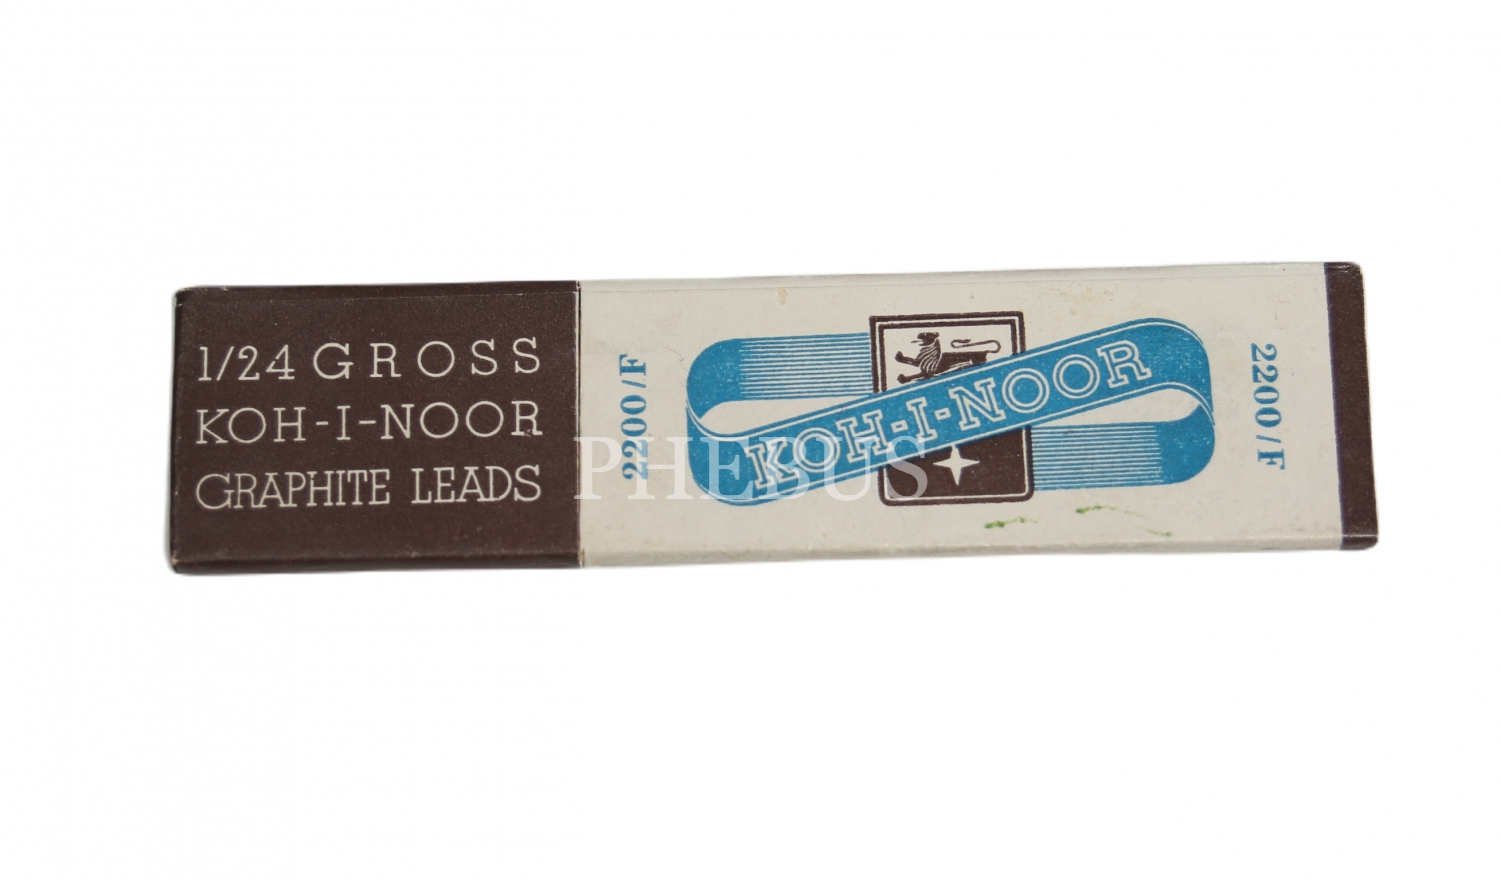 1/24 GROSS
KOH-I-NOOR
GRAPHITE LEADS
2200/F
KOH-I-NOOR
2200/F
PHEBUS